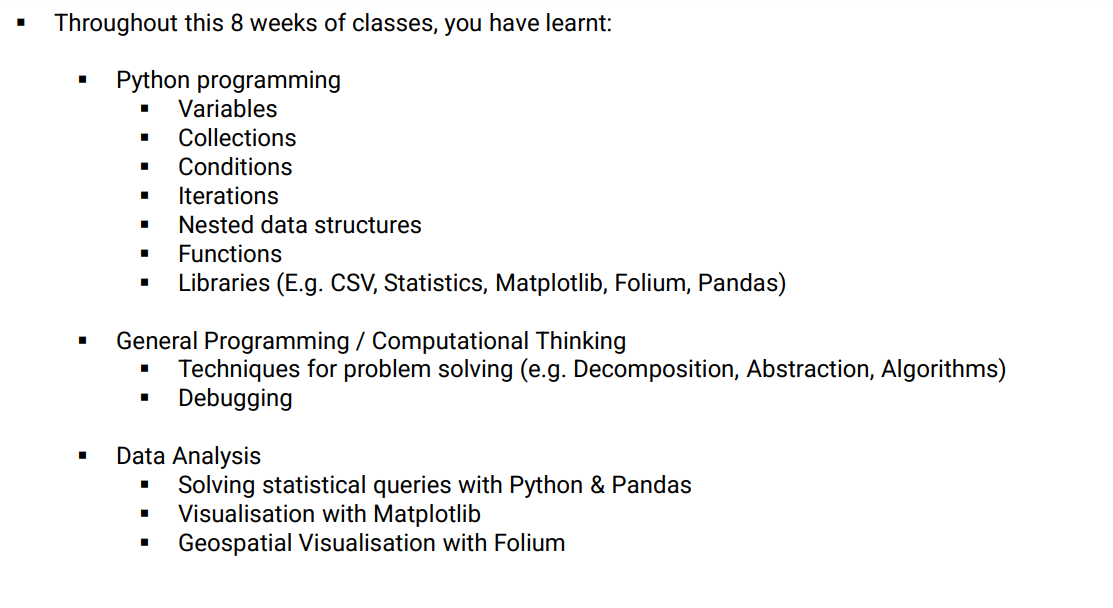 ▪ Throughout this 8 weeks of classes, you have learnt:
▪ Python programming
▪ Variables
▪ Collections
▪ Conditions
▪ Iterations
▪ Nested data structures
▪ Functions
▪ Libraries (E.g. CSV, Statistics, Matplotlib, Folium, Pandas)
▪ General Programming / Computational Thinking
▪ Techniques for problem solving (e.g. Decomposition, Abstraction, Algorithms)
▪ Debugging
▪ Data Analysis
▪ Solving statistical queries with Python & Pandas
▪ Visualisation with Matplotlib
▪ Geospatial Visualisation with Folium